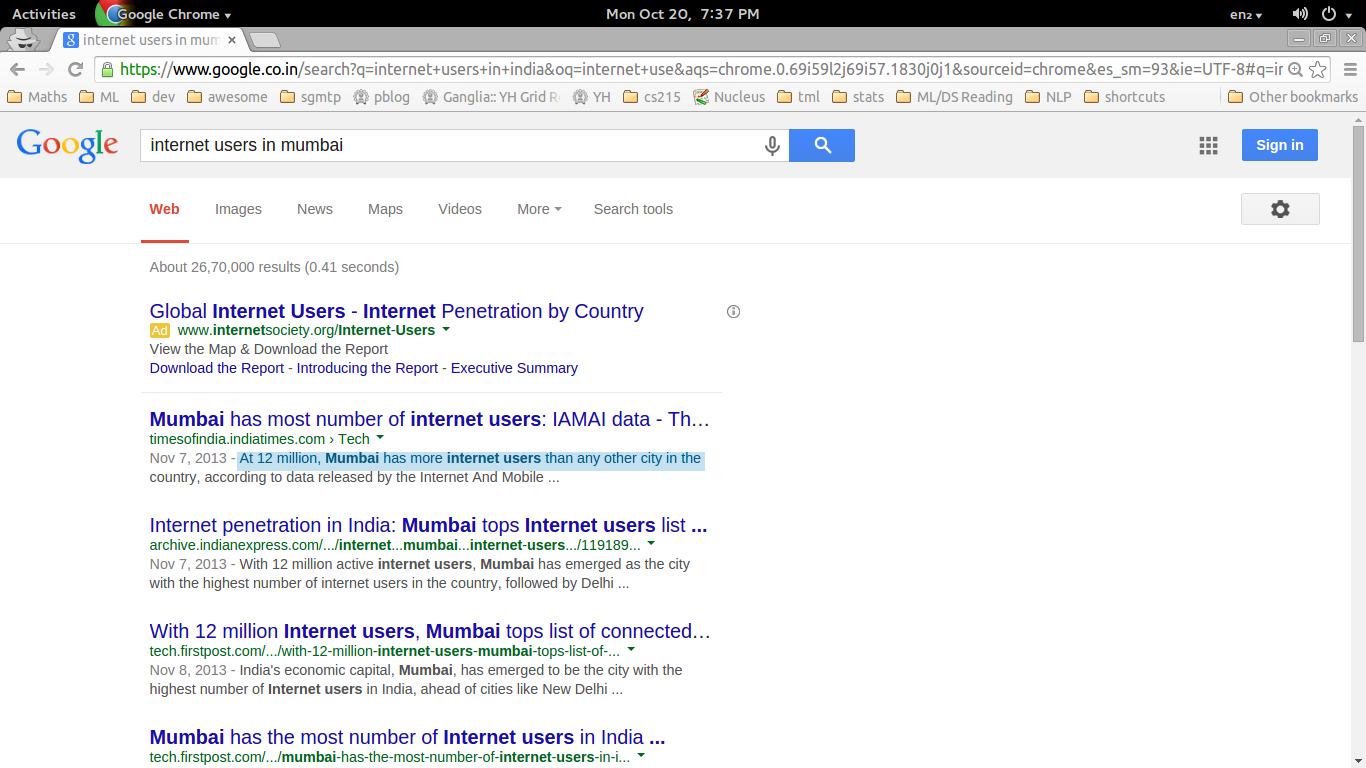 Activities Google Chrome Mon Oct 20, 7:37 PM en₂
internet users in mum
https://www.google.co.in/search?q=internet+users+in+india&oq=internet+use&aqs=chrome.0.69i59l2j69i57.1830j0j1&sourceid=chrome&es_sm=93&ie=UTF-8#q=in
Maths ML dev awesome sgmtp pblog Ganglia:: YH Grid R YH cs215 Nucleus tml stats ML/DS Reading NLP shortcuts Other bookmarks
Google internet users in mumbai Sign in
Web Images News Maps Videos More Search tools
About 26,70,000 results (0.41 seconds)
Global Internet Users - Internet Penetration by Country
Ad www.internetsociety.org/Internet-Users
View the Map & Download the Report
Download the Report - Introducing the Report - Executive Summary
Mumbai has most number of internet users: IAMAI data - Th...
timesofindia.indiatimes.com › Tech
Nov 7, 2013 - At 12 million, Mumbai has more internet users than any other city in the
country, according to data released by the Internet And Mobile ...
Internet penetration in India: Mumbai tops Internet users list ...
archive.indianexpress.com/.../internet...mumbai...internet-users.../119189...
Nov 7, 2013 - With 12 million active internet users, Mumbai has emerged as the city
with the highest number of internet users in the country, followed by Delhi ...
With 12 million Internet users, Mumbai tops list of connected...
tech.firstpost.com/.../with-12-million-internet-users-mumbai-tops-list-of-...
Nov 8, 2013 - India's economic capital, Mumbai, has emerged to be the city with the
highest number of Internet users in India, ahead of cities like New Delhi ...
Mumbai has the most number of Internet users in India ...
tech.firstpost.com/.../mumbai-has-the-most-number-of-internet-users-in-i...